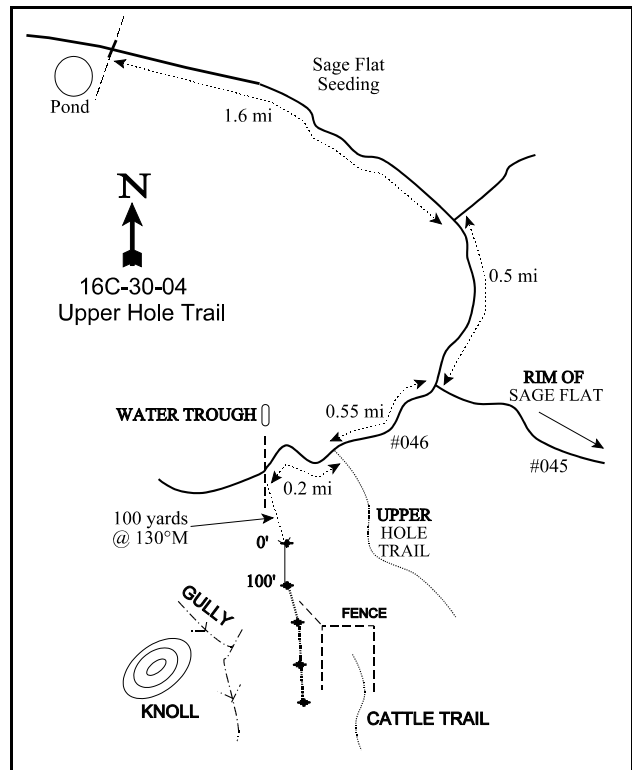 Sage Flat
Seeding
Pond
1.6 mi
N
16C-30-04
Upper Hole Trail
0.5 mi
RIM OF
SAGE FLAT
0.55 mi
WATER TROUGH
#046
#045
0.2 mi
100 yards
@ 130°M
UPPER
HOLE
TRAIL
0'
100'
GULLY
FENCE
KNOLL
CATTLE TRAIL